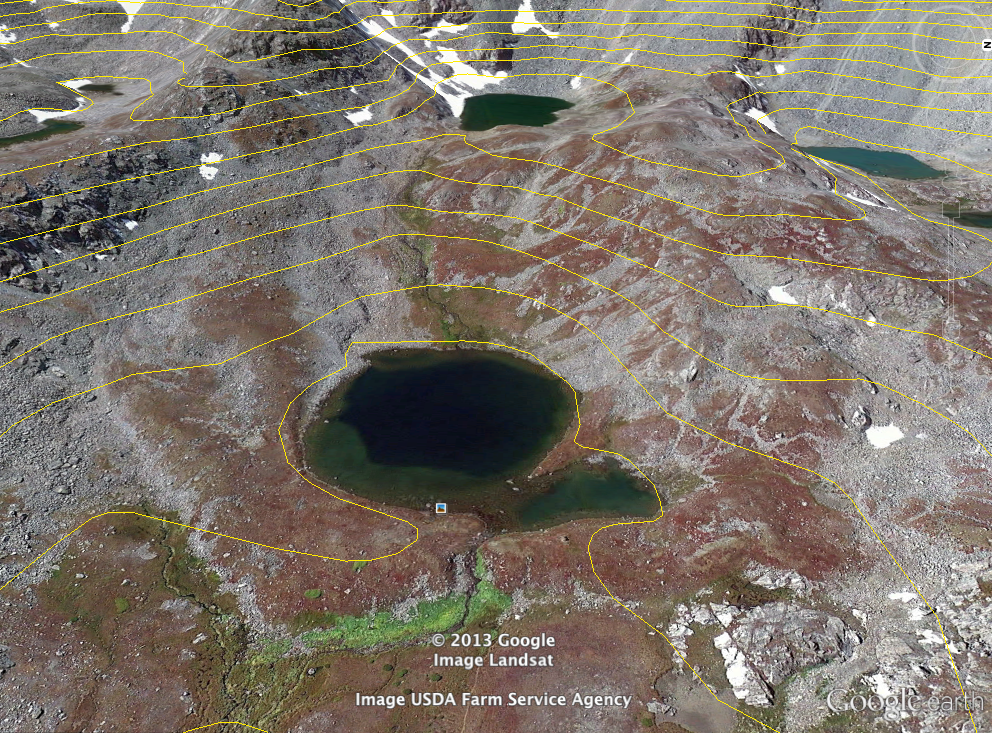 N
© 2013 Google
Image Landsat
Image USDA Farm Service Agency
Google earth